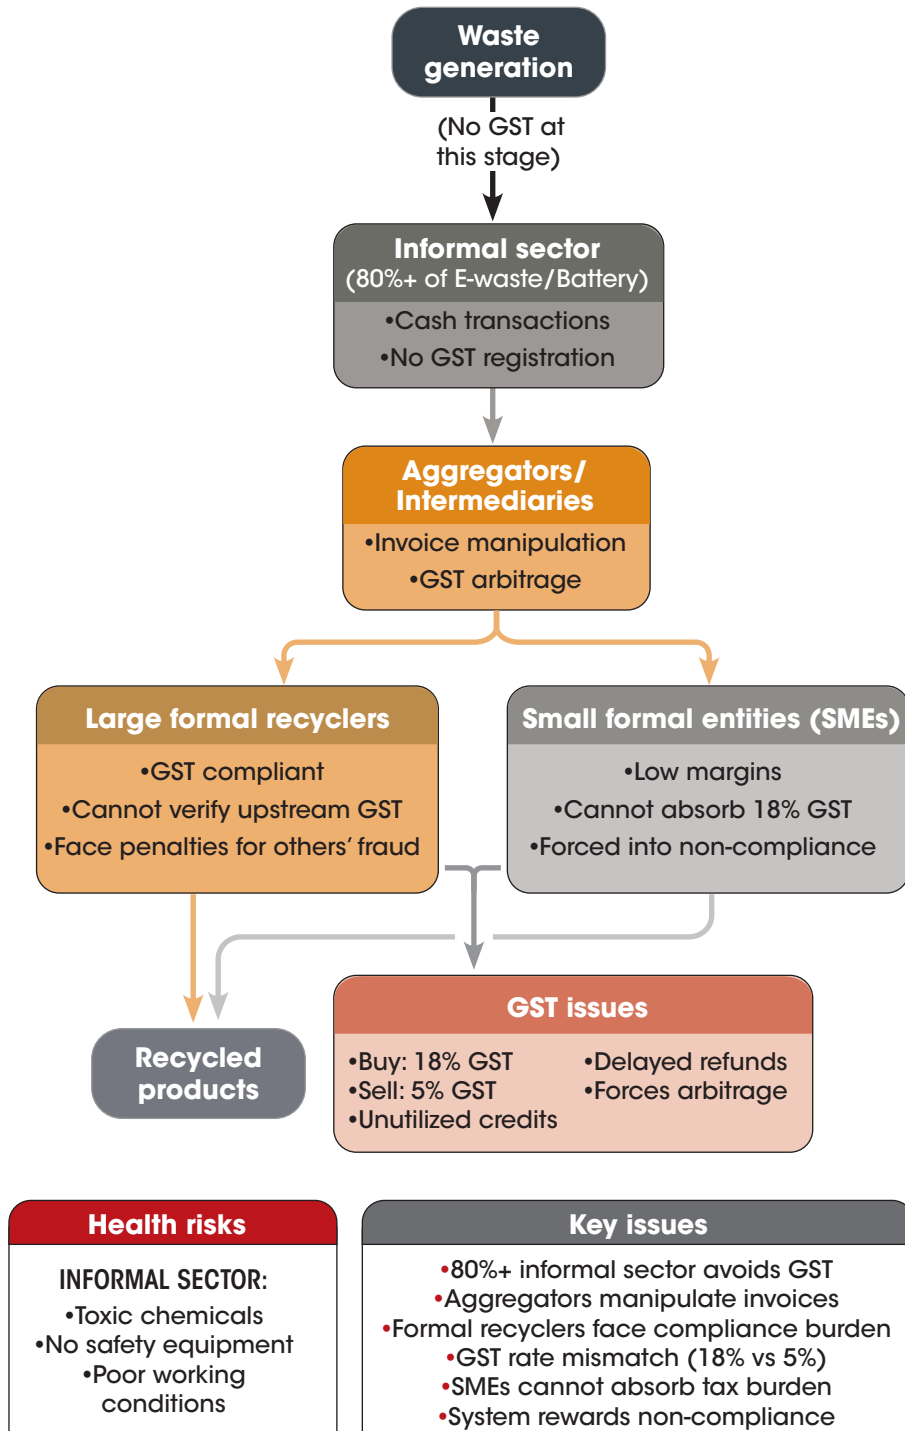 Waste
generation
(No GST at
this stage)
Informal sector
(80%+ of E-waste/Battery)
•Cash transactions
•No GST registration
Aggregators/
Intermediaries
•Invoice manipulation
•GST arbitrage
Large formal recyclers
•GST compliant
•Cannot verify upstream GST
•Face penalties for others’ fraud
Small formal entities (SMEs)
•Low margins
•Cannot absorb 18% GST
•Forced into non-compliance
Recycled
products
GST issues
•Buy: 18% GST
•Sell: 5% GST
•Unutilized credits
•Delayed refunds
•Forces arbitrage
Health risks
INFORMAL SECTOR:
•Toxic chemicals
•No safety equipment
•Poor working
conditions
Key issues
•80%+ informal sector avoids GST
•Aggregators manipulate invoices
•Formal recyclers face compliance burden
•GST rate mismatch (18% vs 5%)
•SMEs cannot absorb tax burden
•System rewards non-compliance